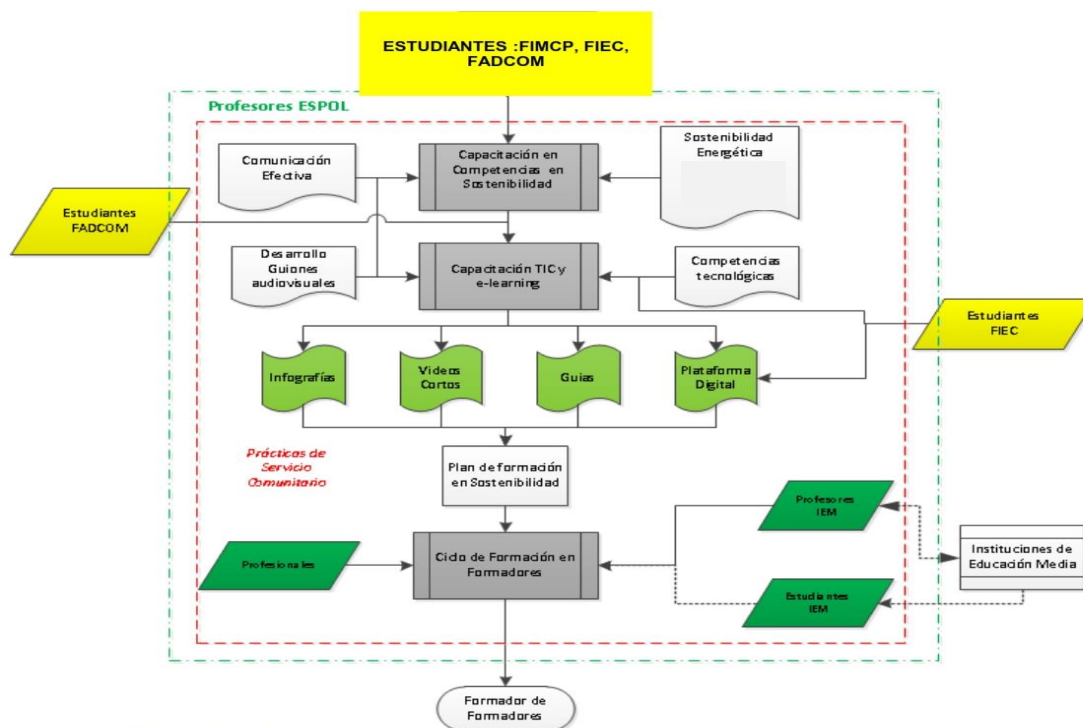 ESTUDIANTES :FIMCP, FIEC,
FADCOM
Profesores ESPOL
Comunicación
Efectiva
Capacitación en
Competencias en
Sostenibilidad
Sostenibilidad
Energética
Estudiantes
FADCOM
Desarrollo
Guiones
audiovisuales
Capacitación TIC y
e-learning
Competencias
tecnológicas
Estudiantes
FIEC
Infografías
Videos
Cortos
Guias
Plataforma
Digital
Prácticas de
Servicio
Comunitario
Plan de formación
en Sostenibilidad
Profesores
IEM
Profesionales
Ciclo de Formación en
Formadores
Instituciones de
Educación Media
Estudiantes
IEM
Formador de
Formadores